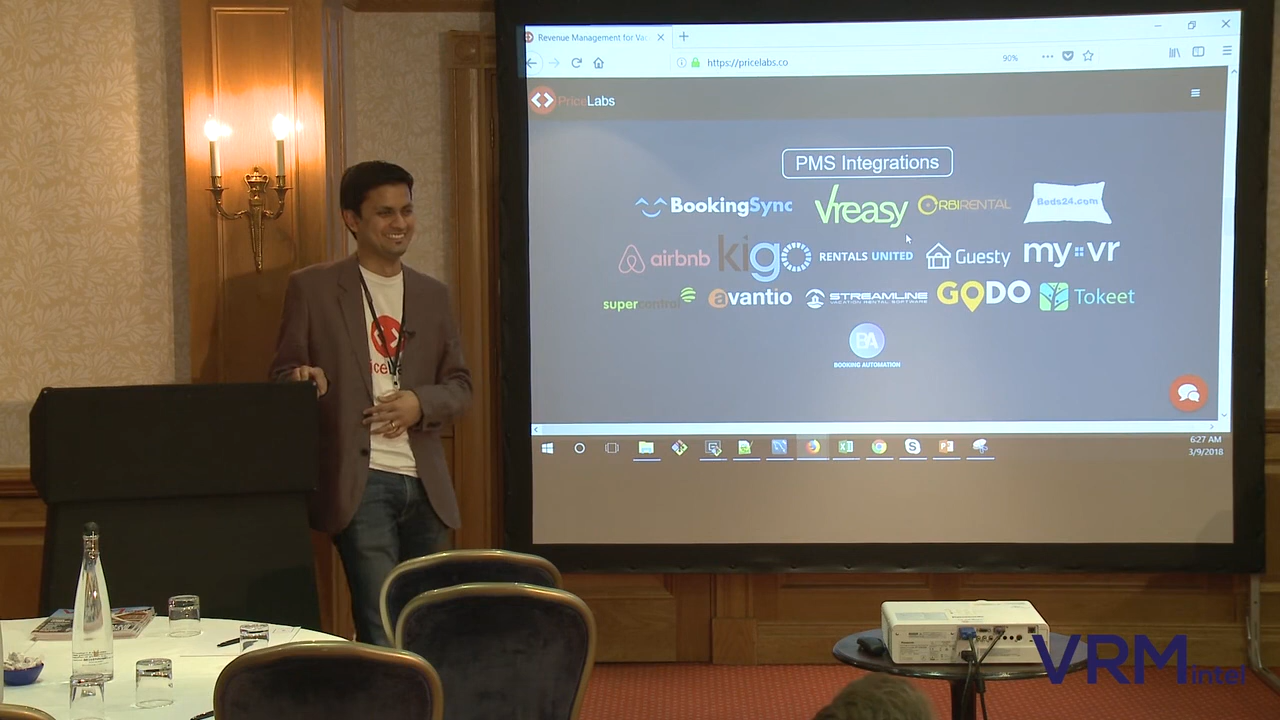 Revenue Management for Vac
https://pricelabs.co
90%
PriceLabs
PMS Integrations
BookingSync
Vreasy
ORBIRENTAL
Beds24.com
airbnb
kigo
RENTALS UNITED
Guesty
my vr
supercontrol
avantio
STREAMLINE
VACATION RENTAL SOFTWARE
GODO
Tokeet
BA
BOOKING AUTOMATION
6:27 AM
3/9/2018
riceLa
VRM
intel